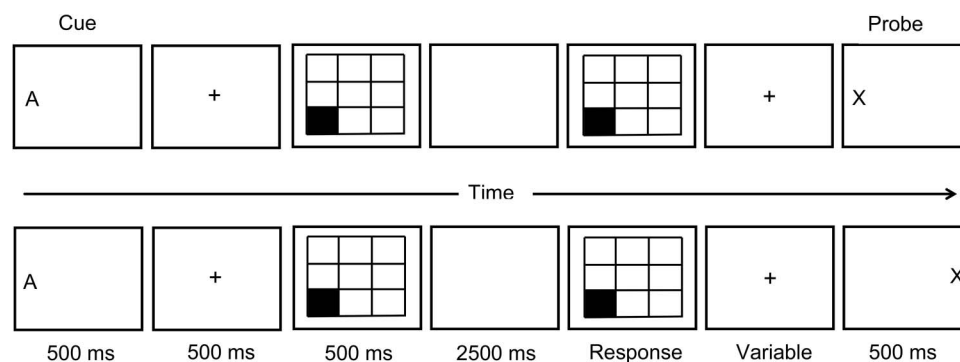 Cue Probe
A + + X
Time
A + + X
500 ms 500 ms 500 ms 2500 ms Response Variable 500 ms